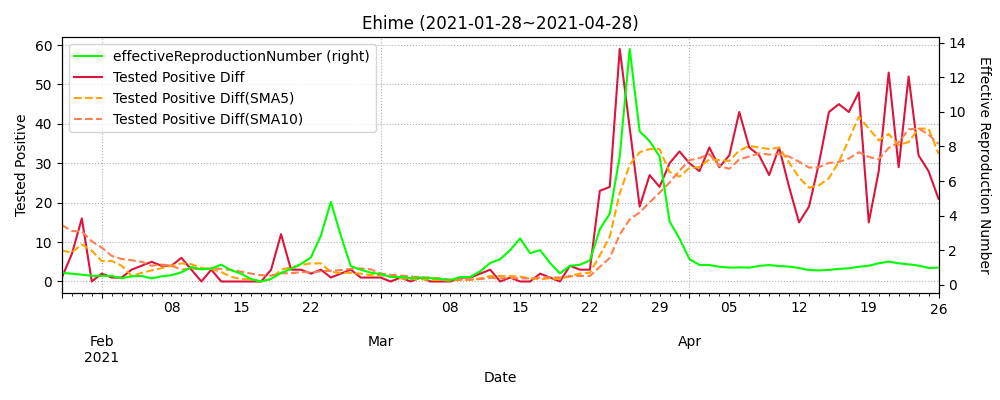 Ehime (2021-01-28~2021-04-28)
effectiveReproductionNumber (right)
Tested Positive Diff
Tested Positive Diff(SMA5)
Tested Positive Diff(SMA10)
Tested Positive
60
50
40
30
20
10
0
14
12
10
8
6
4
2
0
Effective Reproduction Number
08 15 22 08 15 22 29 05 12 19 26
Feb Mar Apr
2021
Date